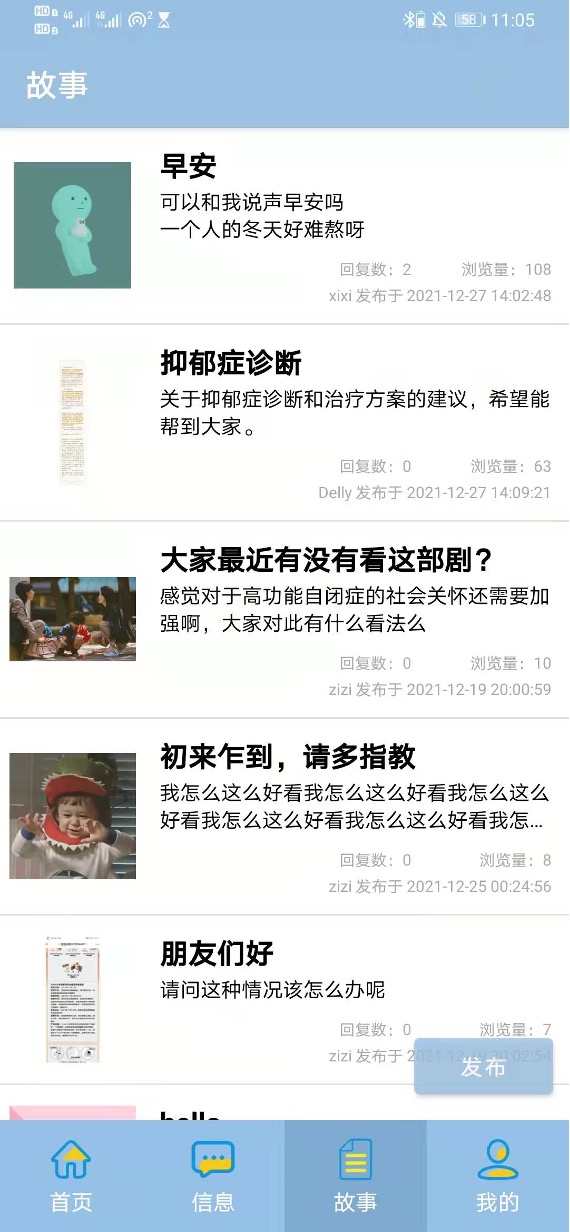 HD 1 4G 4G 2 58 11:05
HD 2
故事
早安
可以和我说声早安吗
一个人的冬天好难熬呀
回复数：2 浏览量：108
xixi 发布于 2021-12-27 14:02:48
抑郁症诊断
关于抑郁症诊断和治疗方案的建议，希望能
帮到大家。
回复数：0 浏览量：63
Delly 发布于 2021-12-27 14:09:21
大家最近有没有看这部剧？
感觉对于高功能自闭症的社会关怀还需要加
强啊，大家对此有什么看法么
回复数：0 浏览量：10
zizi 发布于 2021-12-19 20:00:59
初来乍到，请多指教
我怎么这么好看我怎么这么好看我怎么这么
好看我怎么这么好看我怎么这么好看我怎...
回复数：0 浏览量：8
zizi 发布于 2021-12-25 00:24:56
朋友们好
请问这种情况该怎么办呢
回复数：0 浏览量：7
zizi 发布于
发布
hello
首页 信息 故事 我的